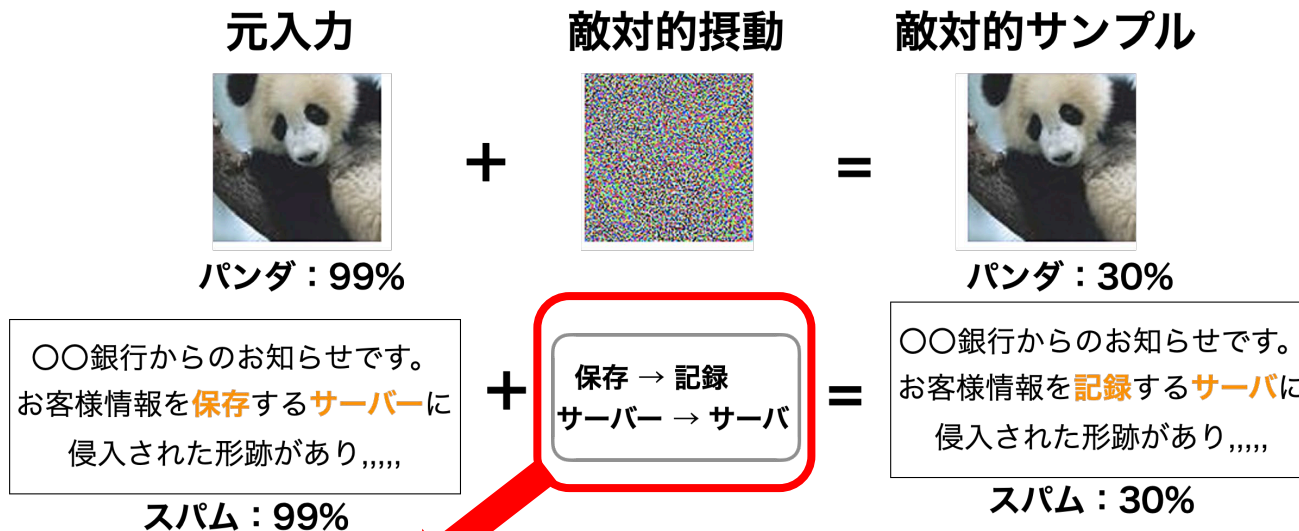 元入力
敵対的摂動
敵対的サンプル
+
=
パンダ：99%
パンダ：30%
〇〇銀行からのお知らせです。
お客様情報を保存するサーバーに
侵入された形跡があり,,,,,
スパム：99%
+
保存 → 記録
サーバー → サーバ
=
〇〇銀行からのお知らせです。
お客様情報を記録するサーバに
侵入された形跡があり,,,,,
スパム：30%